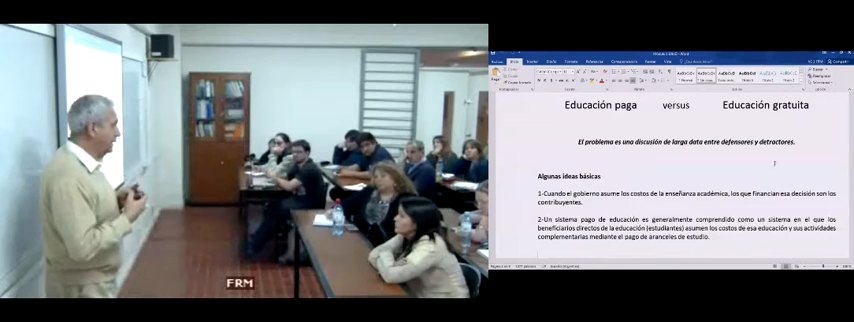 Educación paga versus Educación gratuita
El problema es una discusión de larga data entre defensores y detractores.
Algunas ideas básicas
1-Cuando el gobierno asume los costos de la enseñanza académica, los que financian esa decisión son los
contribuyentes.
2-Un sistema pago de educación es generalmente comprendido como un sistema en el que los
beneficiarios directos de la educación (estudiantes) asumen los costos de esa educación y sus actividades
complementarias mediante el pago de aranceles de estudio.
FRM